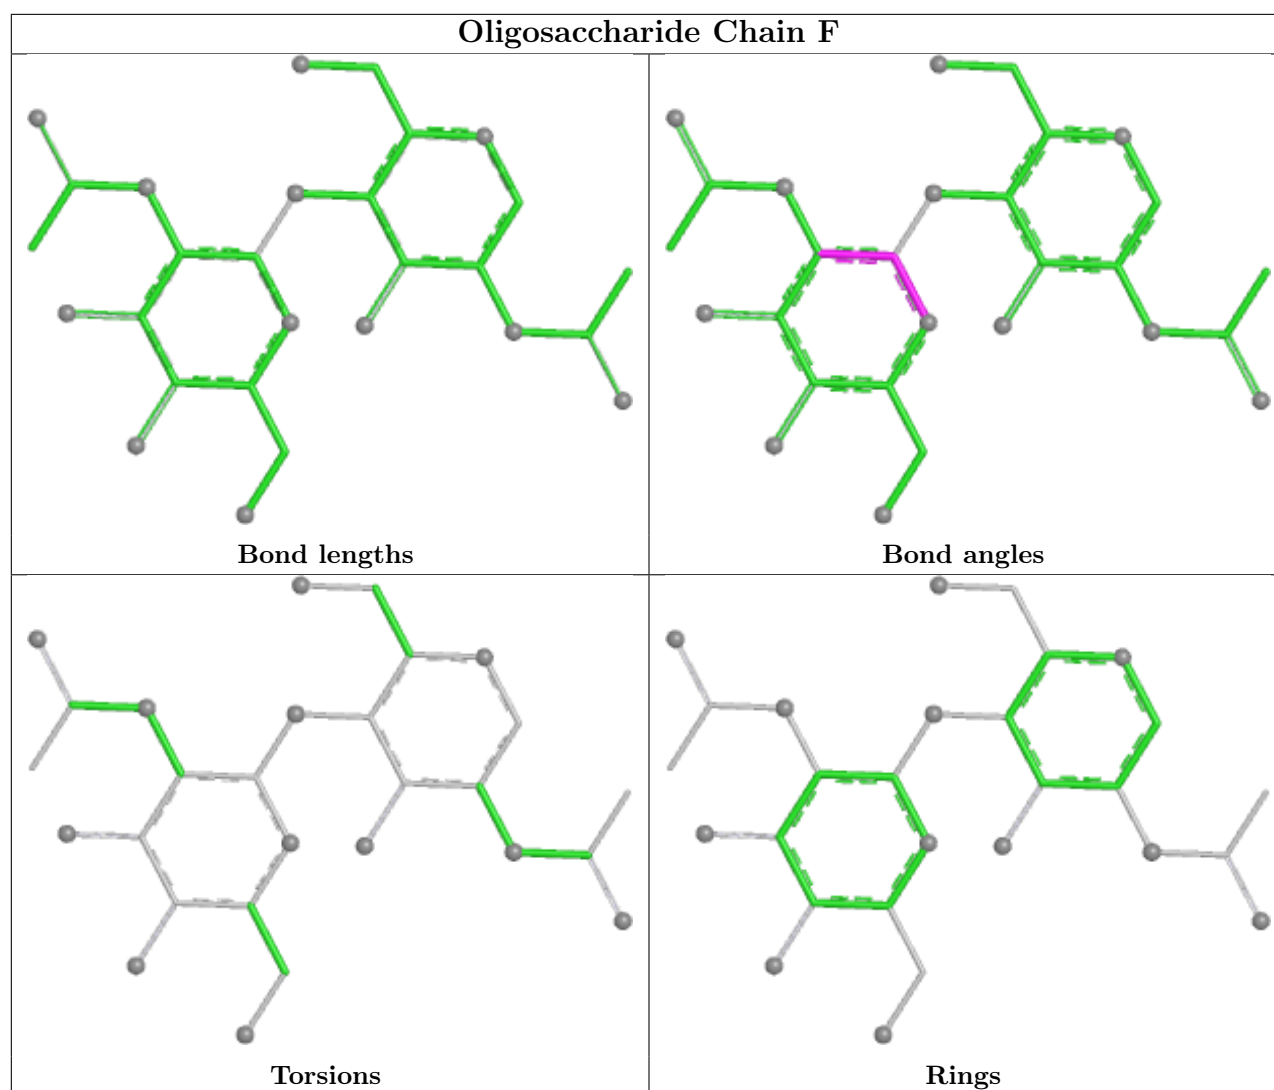 Oligosaccharide Chain F
Bond lengths
Bond angles
Torsions
Rings